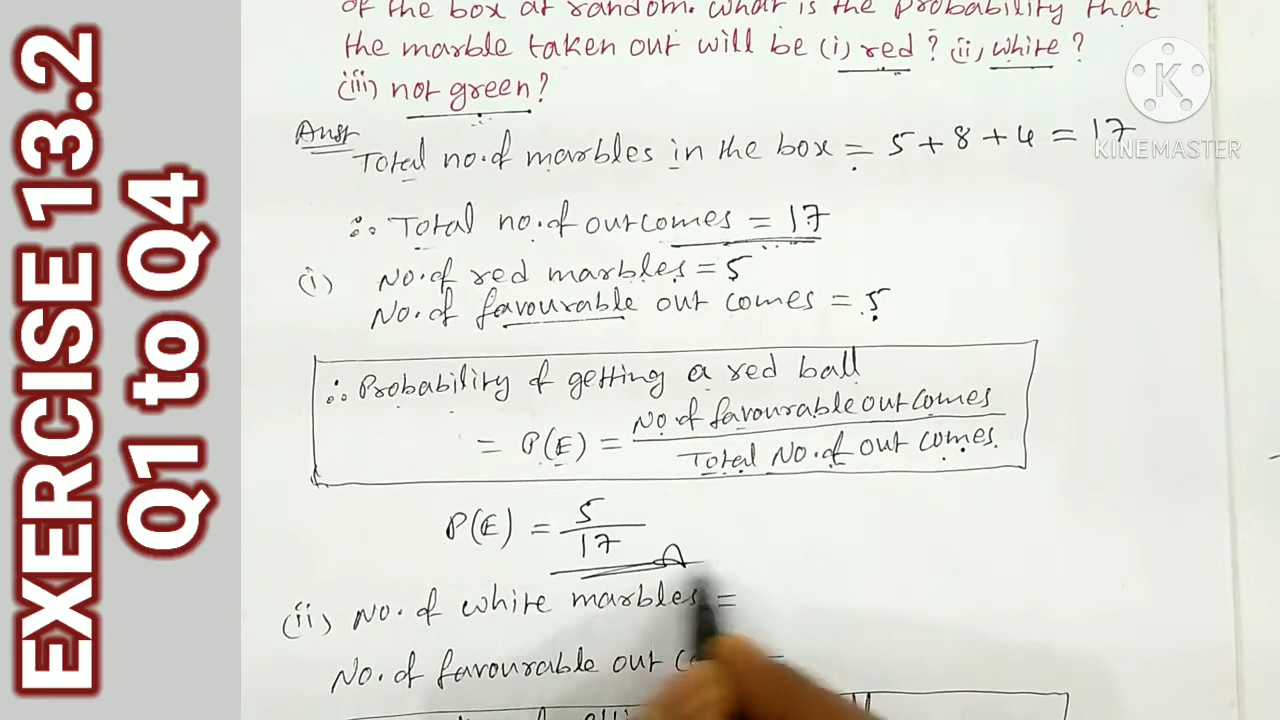 EXERCISE 13.2
Q1 to Q4
of the box at random. What is the probability that
the marble taken out will be (i) red? (ii) white?
(iii) not green?
KINEMASTER
Ansr
Total no. of marbles in the box = 5 + 8 + 4 = 17
∴ Total no. of outcomes = 17
(i) No. of red marbles = 5
No. of favourable out comes = 5
∴ Probability of getting a red ball
= P(E) = No. of favourable outcomes
Total No. of out comes.
P(E) = 5
17
(ii) No. of white marbles =
No. of favourable out